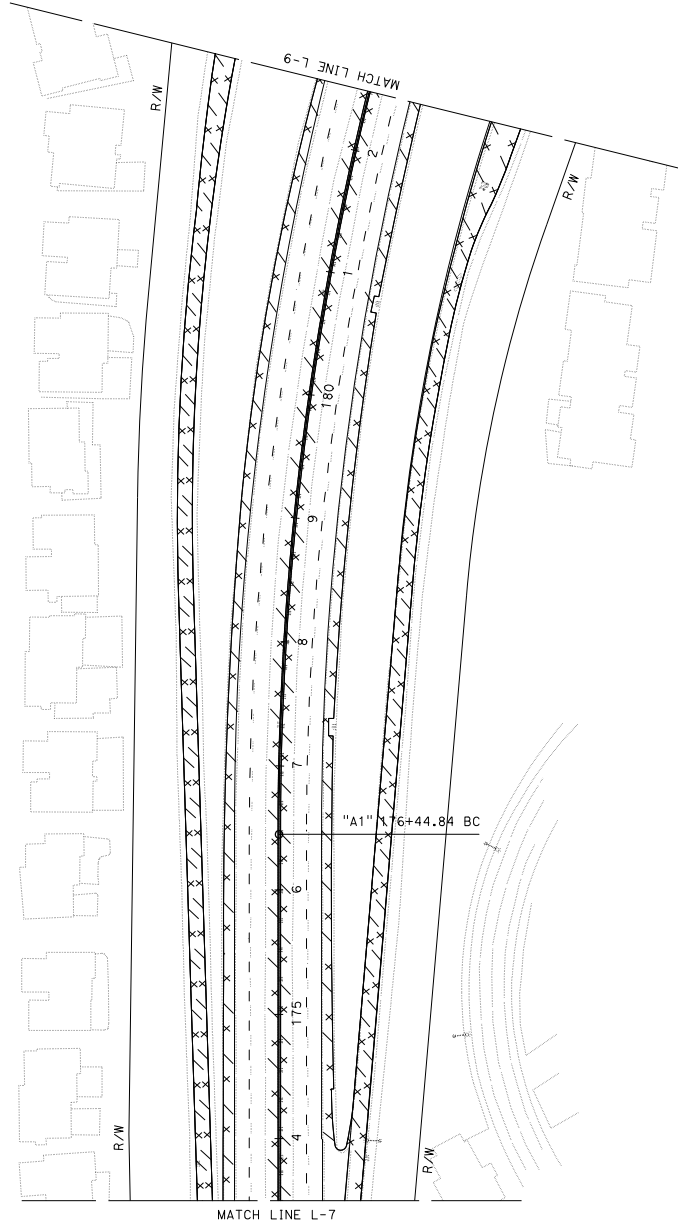 MATCH LINE L-9
R/W
R/W
2
1
180
9
8
7
"A1" 176+44.84 BC
6
175
4
R/W
R/W
MATCH LINE L-7